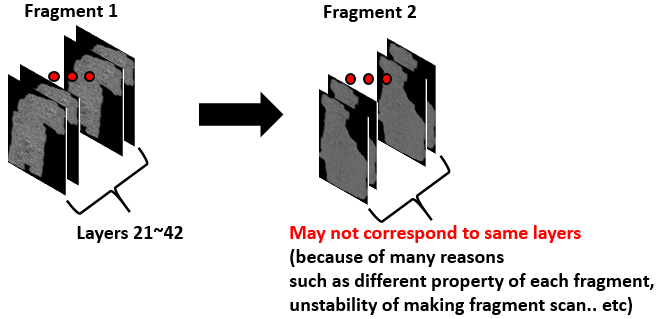 Fragment 1
Fragment 2
Layers 21~42
May not correspond to same layers
(because of many reasons
such as different property of each fragment,
unstability of making fragment scan.. etc)